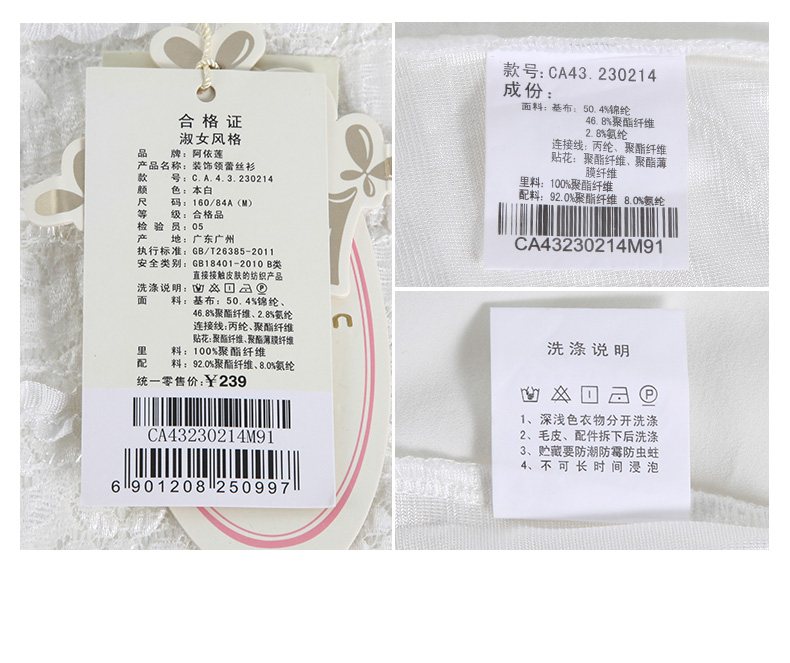 合格证
淑女风格
品牌：阿依莲
产品名称：装饰领蕾丝衫
款号：C.A.4.3.230214
颜色：本白
尺码：160/84A（M）
等级：合格品
检验员：05
产地：广东广州
执行标准：GB/T26385-2011
安全类别：GB18401-2010 B类
直接接触皮肤的纺织产品
洗涤说明：
面料：基布：50.4%锦纶、
46.8%聚酯纤维、2.8%氨纶
连接线:丙纶、聚酯纤维
贴花:聚酯纤维、聚酯薄膜纤维
里料：100%聚酯纤维
配料：92.0%聚酯纤维、8.0%氨纶
统一零售价:￥239
CA43230214M91
6 901208 250997
款号:CA43.230214
成份：
面料：基布：50.4%锦纶
46.8%聚酯纤维
2.8%氨纶
连接线：丙纶、聚酯纤维
贴花：聚酯纤维、聚酯薄
膜纤维
里料：100%聚酯纤维
配料：92.0%聚酯纤维 8.0%氨纶
CA43230214M91
洗涤说明
P
1、深浅色衣物分开洗涤
2、毛皮、配件拆下后洗涤
3、贮藏要防潮防霉防虫蛀
4、不可长时间浸泡